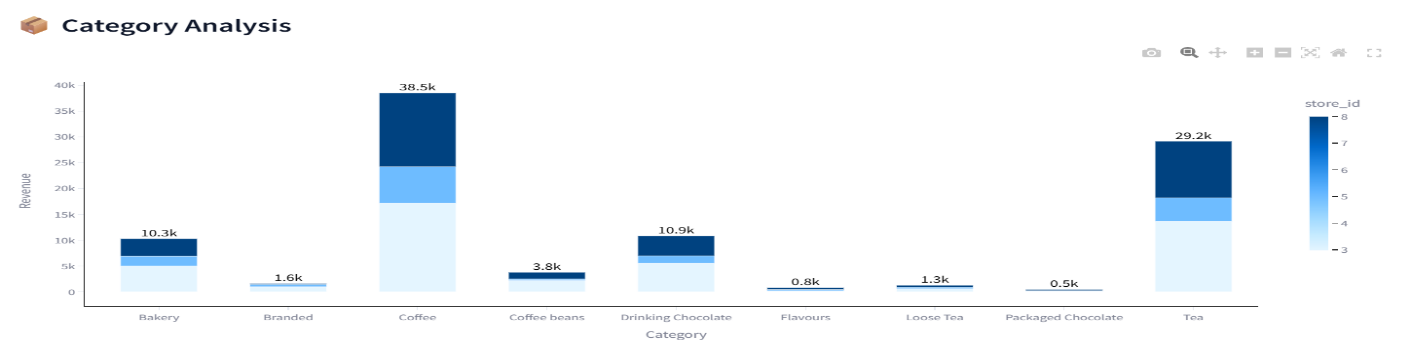 📦 Category Analysis
40k
35k
30k
25k
20k
15k
10k
5k
0
Revenue
10.3k
1.6k
38.5k
3.8k
10.9k
0.8k
1.3k
0.5k
29.2k
Bakery
Branded
Coffee
Coffee beans
Drinking Chocolate
Flavours
Loose Tea
Packaged Chocolate
Tea
Category
store_id
8
7
6
5
4
3